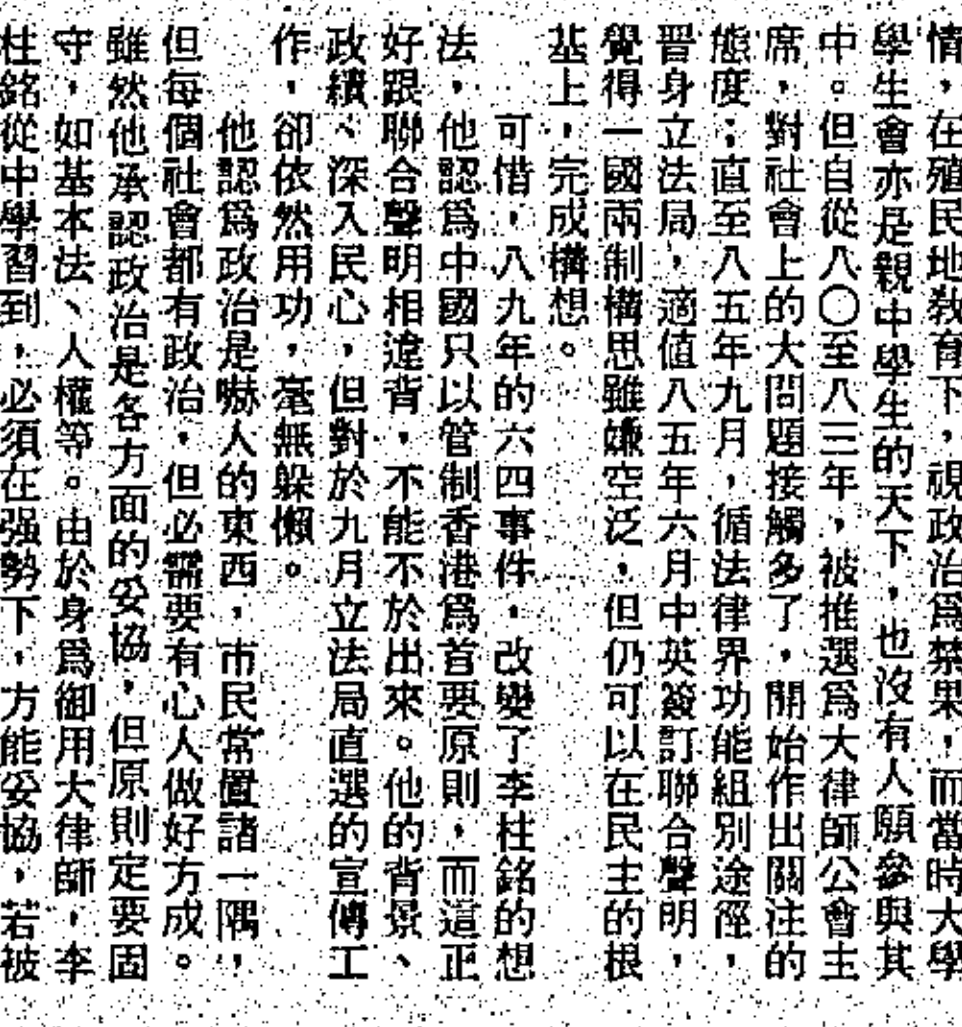 情，在殖民地敎育下，視政治爲禁果，而當時大學
學生會亦是親中學生的天下，也沒有人願參與其
中。但自從八〇至八三年，被推選爲大律師公會主
席，對社會上的大問題接觸多了，開始作出關注的
態度；直至八五年九月，循法律界功能組別途徑，
晋身立法局，適值八五年六月中英簽訂聯合聲明，
覺得一國兩制構思雖嫌空泛，但仍可以在民主的根
基上，完成構想。
可惜，八九年的六四事件，改變了李柱銘的想
法，他認爲中國只以管制香港爲首要原則，而這正
好跟聯合聲明相違背，不能不於出來。他的背景、
政績、深入民心，但對於九月立法局直選的宣傳工
作，卻依然用功，毫無躱懶。
他認爲政治是嚇人的東西，市民常置諸一隅，
但每個社會都有政治，但必需要有心人做好方成。
雖然他承認政治是各方面的妥協，但原則定要固
守，如基本法、人權等。由於身爲御用大律師，李
柱銘從中學習到，必須在强勢下，方能妥協，若被